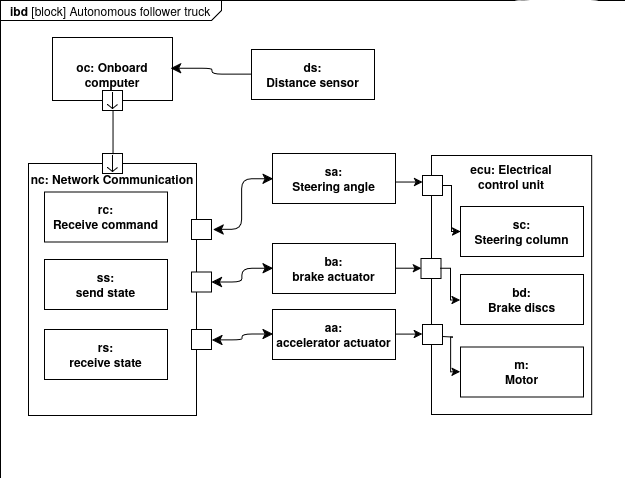 ibd [block] Autonomous follower truck
oc: Onboard
computer
ds:
Distance sensor
nc: Network Communication
rc:
Receive command
ss:
send state
rs:
receive state
sa:
Steering angle
ba:
brake actuator
aa:
accelerator actuator
ecu: Electrical
control unit
sc:
Steering column
bd:
Brake discs
m:
Motor